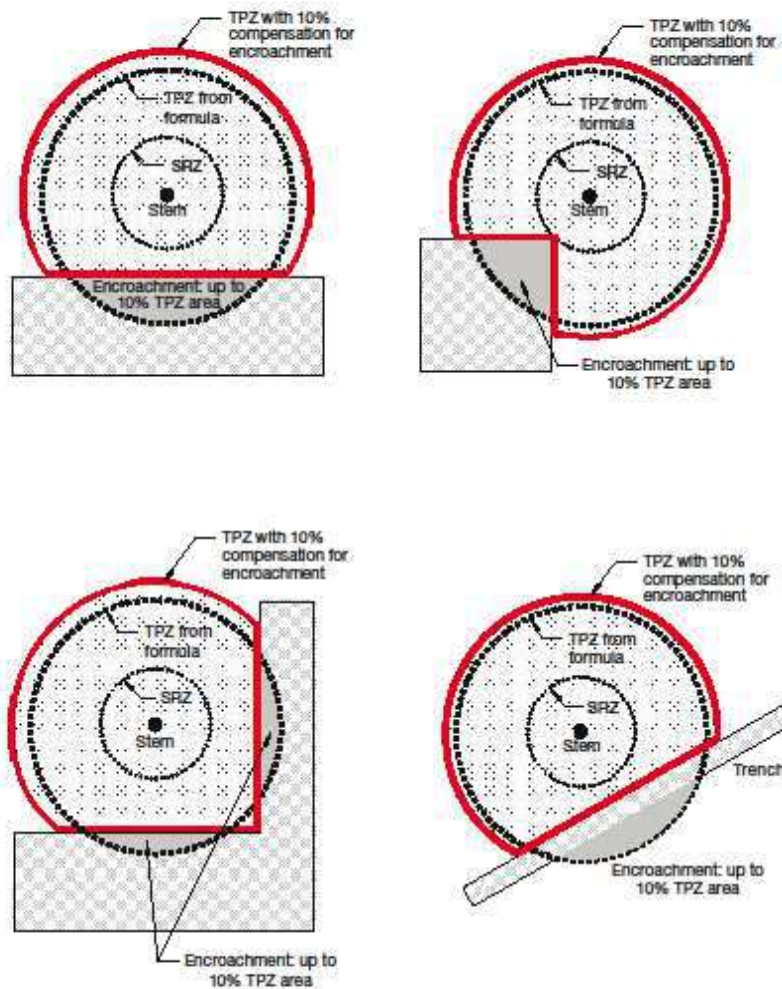 TPZ with 10%
compensation for
encroachment
TPZ from
formula
SRZ
Stem
Encroachment: up to
10% TPZ area
TPZ with 10%
compensation for
encroachment
TPZ from
formula
SRZ
Stem
Encroachment: up to
10% TPZ area
TPZ with 10%
compensation for
encroachment
TPZ from
formula
SRZ
Stem
Encroachment: up to
10% TPZ area
TPZ with 10%
compensation for
encroachment
TPZ from
formula
SRZ
Stem
Trench
Encroachment: up to
10% TPZ area